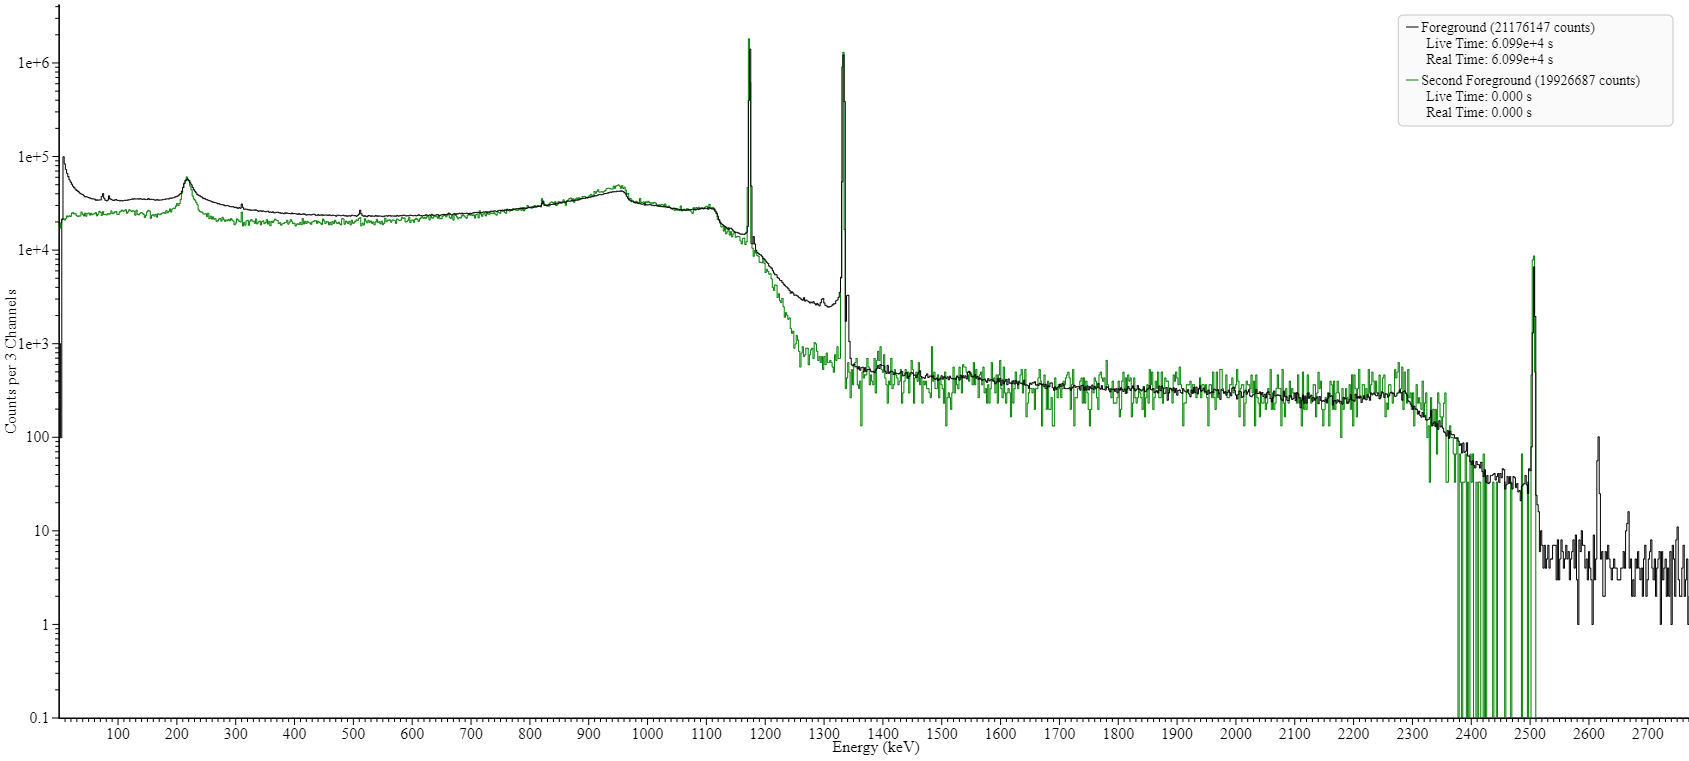 Foreground (21176147 counts)
Live Time: 6.099e+4 s
Real Time: 6.099e+4 s
Second Foreground (19926687 counts)
Live Time: 0.000 s
Real Time: 0.000 s
Counts per 3 Channels
1e+6
1e+5
1e+4
1e+3
100
10
1
0.1
100 200 300 400 500 600 700 800 900 1000 1100 1200 1300 1400 1500 1600 1700 1800 1900 2000 2100 2200 2300 2400 2500 2600 2700
Energy (keV)